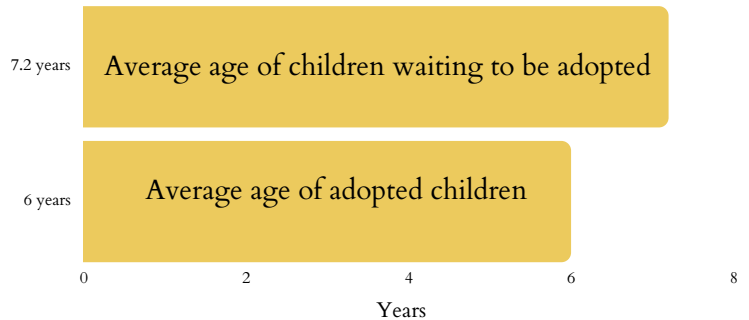 7.2 years
Average age of children waiting to be adopted
6 years
Average age of adopted children
0 2 4 6 8
Years